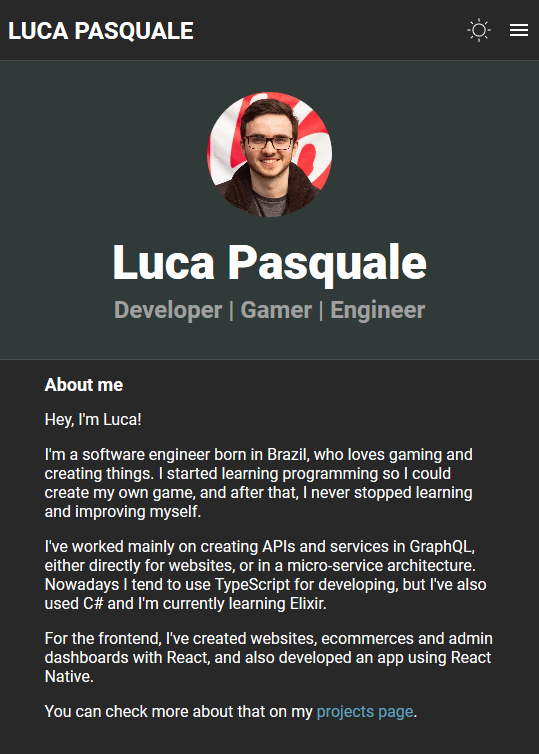 LUCA PASQUALE
Luca Pasquale
Developer | Gamer | Engineer
About me
Hey, I'm Luca!
I'm a software engineer born in Brazil, who loves gaming and
creating things. I started learning programming so I could
create my own game, and after that, I never stopped learning
and improving myself.
I've worked mainly on creating APIs and services in GraphQL,
either directly for websites, or in a micro-service architecture.
Nowadays I tend to use TypeScript for developing, but I've also
used C# and I'm currently learning Elixir.
For the frontend, I've created websites, ecommerces and admin
dashboards with React, and also developed an app using React
Native.
You can check more about that on my projects page.